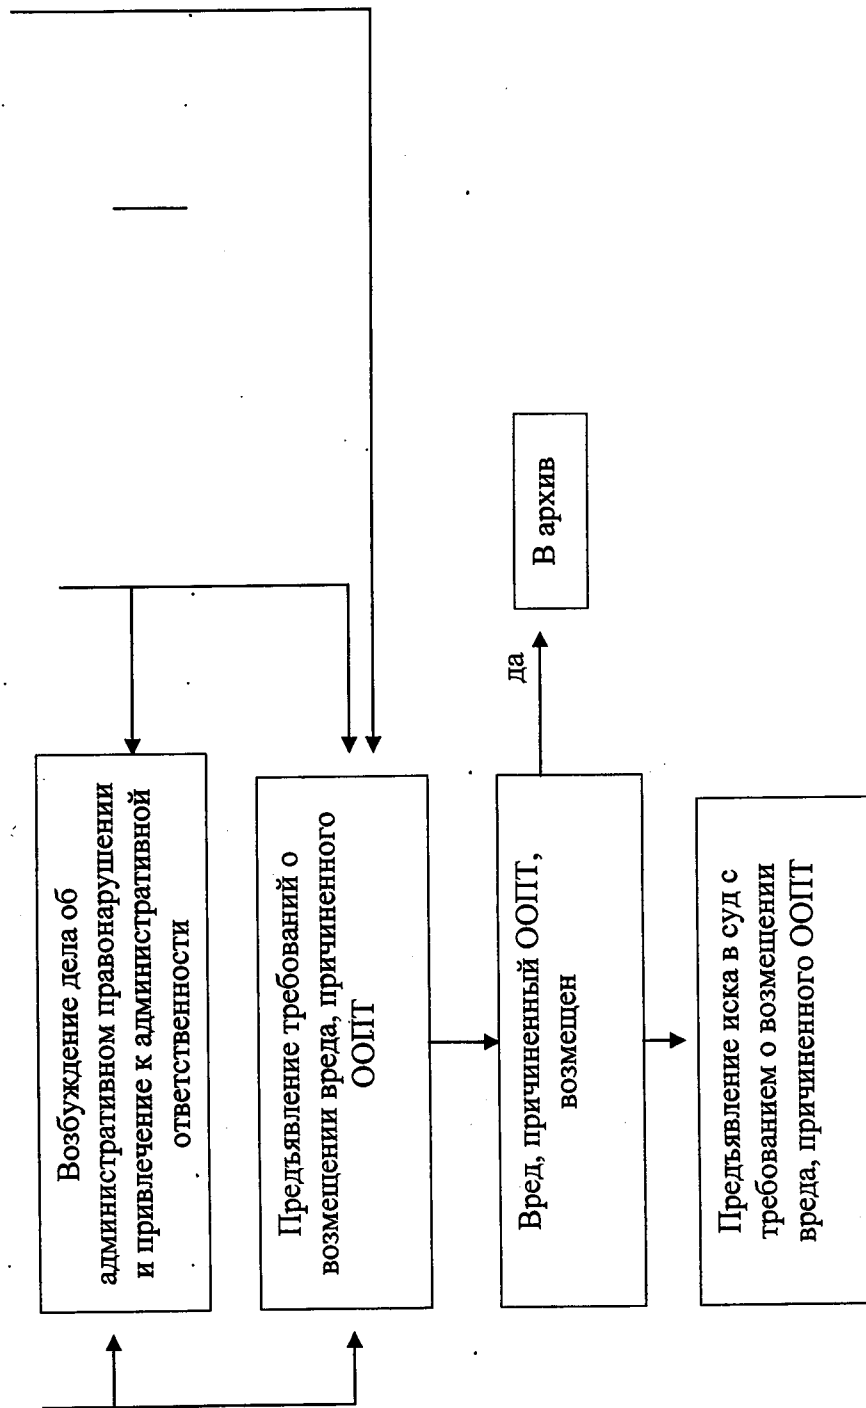 Возбуждение дела об
административном правонарушении
и привлечение к административной
ответственности
Предъявление требований о
возмещении вреда, причиненного
ООПТ
Вред, причиненный ООПТ,
возмещен
да
В архив
Предъявление иска в суд с
требованием о возмещении
вреда, причиненного ООПТ